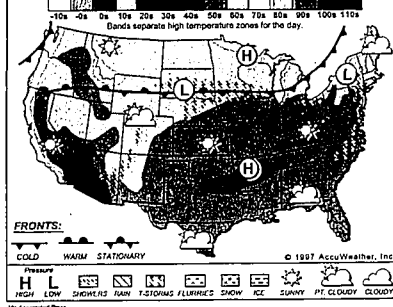 -10s -0s 0s 10s 20s 30s 40s 50s 60s 70s 80s 90s 100s 110s
Bands separate high temperature zones for the day.
H
L
L
H
FRONTS:
COLD WARM STATIONARY
© 1997 AccuWeather, Inc
Pressure
H L
HIGH LOW SHOWERS RAIN T-STORMS FLURRIES SNOW ICE SUNNY PT. CLOUDY CLOUDY